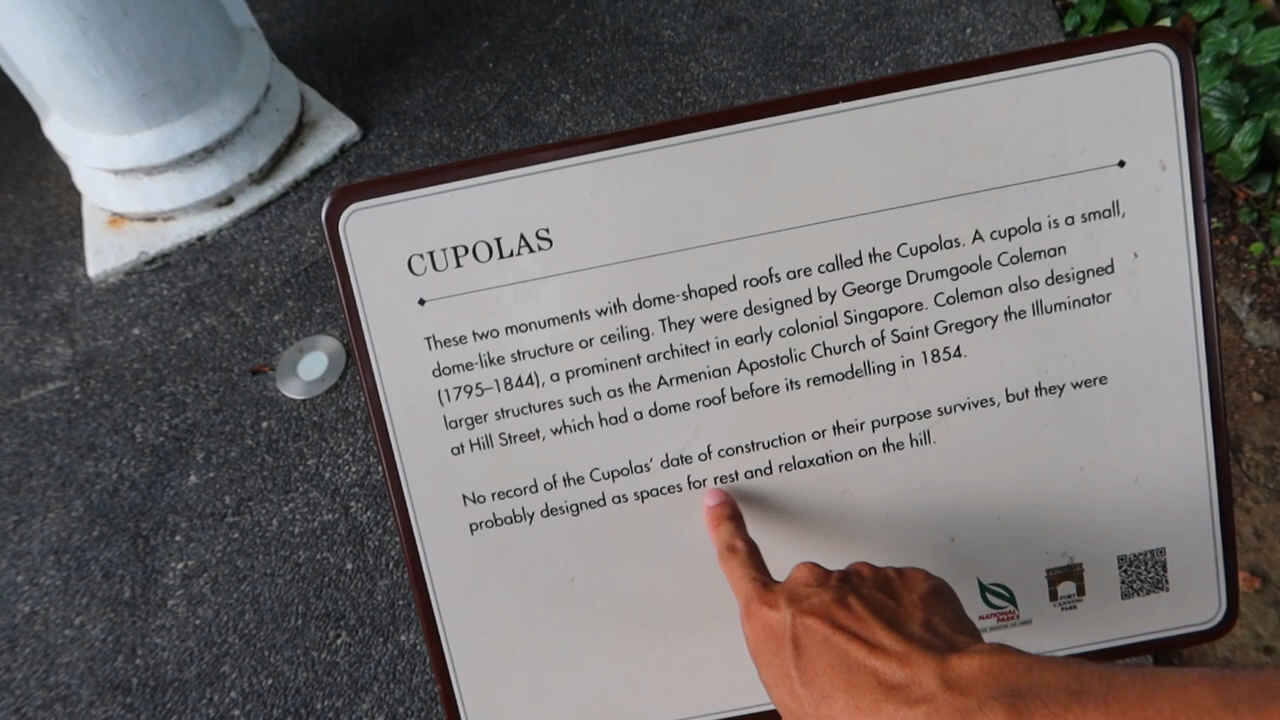 CUPOLAS
These two monuments with dome-shaped roofs are called the Cupolas. A cupola is a small,
dome-like structure or ceiling. They were designed by George Drumgoole Coleman
(1795–1844), a prominent architect in early colonial Singapore. Coleman also designed
larger structures such as the Armenian Apostolic Church of Saint Gregory the Illuminator
at Hill Street, which had a dome roof before its remodelling in 1854.
No record of the Cupolas’ date of construction or their purpose survives, but they were
probably designed as spaces for rest and relaxation on the hill.
NATIONAL
PARKS
FORT
CANNING
PARK